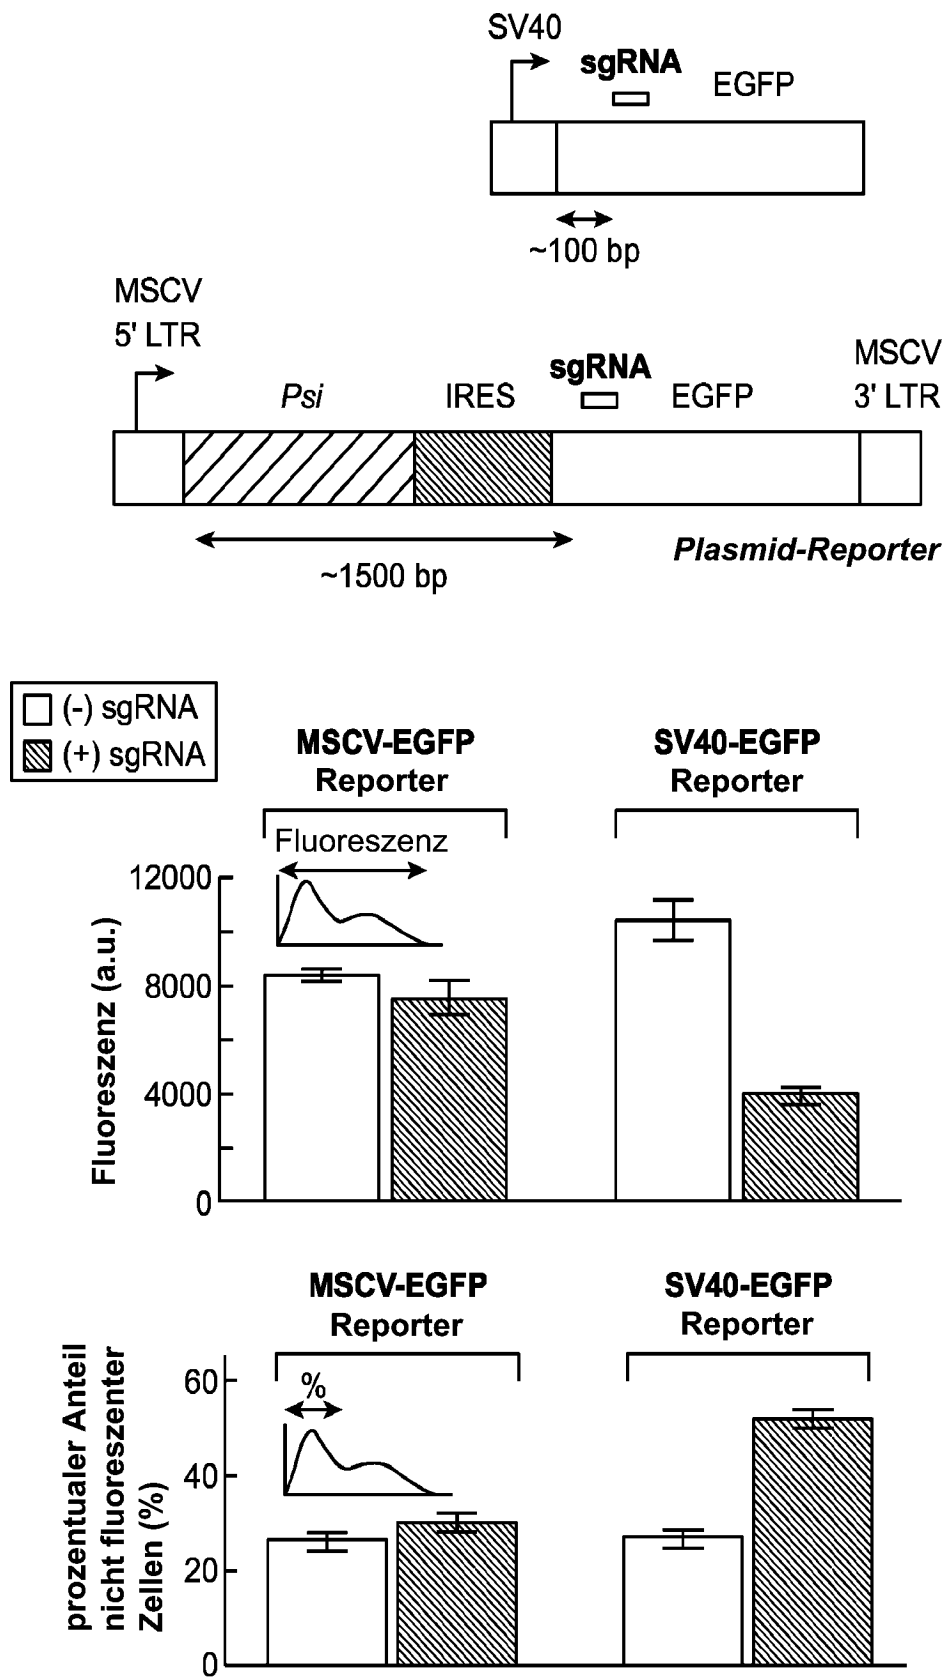 SV40
sgRNA
EGFP
~100 bp
MSCV
5' LTR
Psi
IRES
sgRNA
EGFP
MSCV
3' LTR
~1500 bp
Plasmid-Reporter
(-) sgRNA
(+) sgRNA
MSCV-EGFP
Reporter
SV40-EGFP
Reporter
Fluoreszenz
Fluoreszenz (a.u.)
12000
8000
4000
0
MSCV-EGFP
Reporter
SV40-EGFP
Reporter
%
prozentualer Anteil
nicht fluoreszenter
Zellen (%)
60
40
20
0